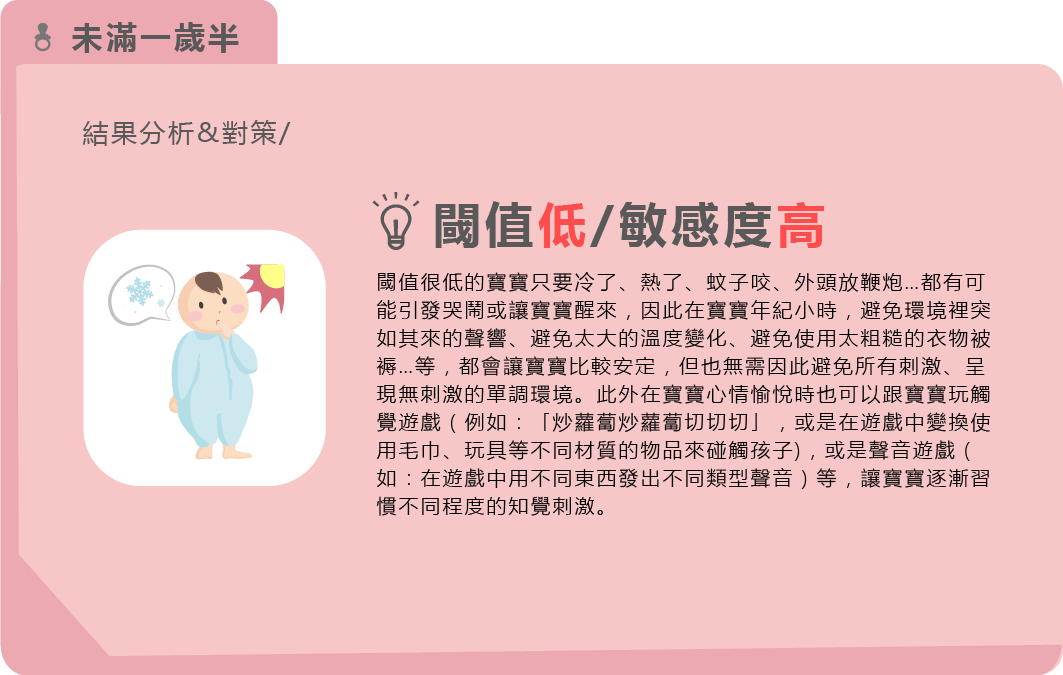 未滿一歲半
結果分析&對策/
閾值低/敏感度高
閾值很低的寶寶只要冷了、熱了、蚊子咬、外頭放鞭炮...都有可
能引發哭鬧或讓寶寶醒來，因此在寶寶年紀小時，避免環境裡突
如其來的聲響、避免太大的溫度變化、避免使用太粗糙的衣物被
褥...等，都會讓寶寶比較安定，但也無需因此避免所有刺激、呈
現無刺激的單調環境。此外在寶寶心情愉悅時也可以跟寶寶玩觸
覺遊戲（例如：「炒蘿蔔炒蘿蔔切切切」，或是在遊戲中變換使
用毛巾、玩具等不同材質的物品來碰觸孩子)，或是聲音遊戲（
如：在遊戲中用不同東西發出不同類型聲音）等，讓寶寶逐漸習
慣不同程度的知覺刺激。